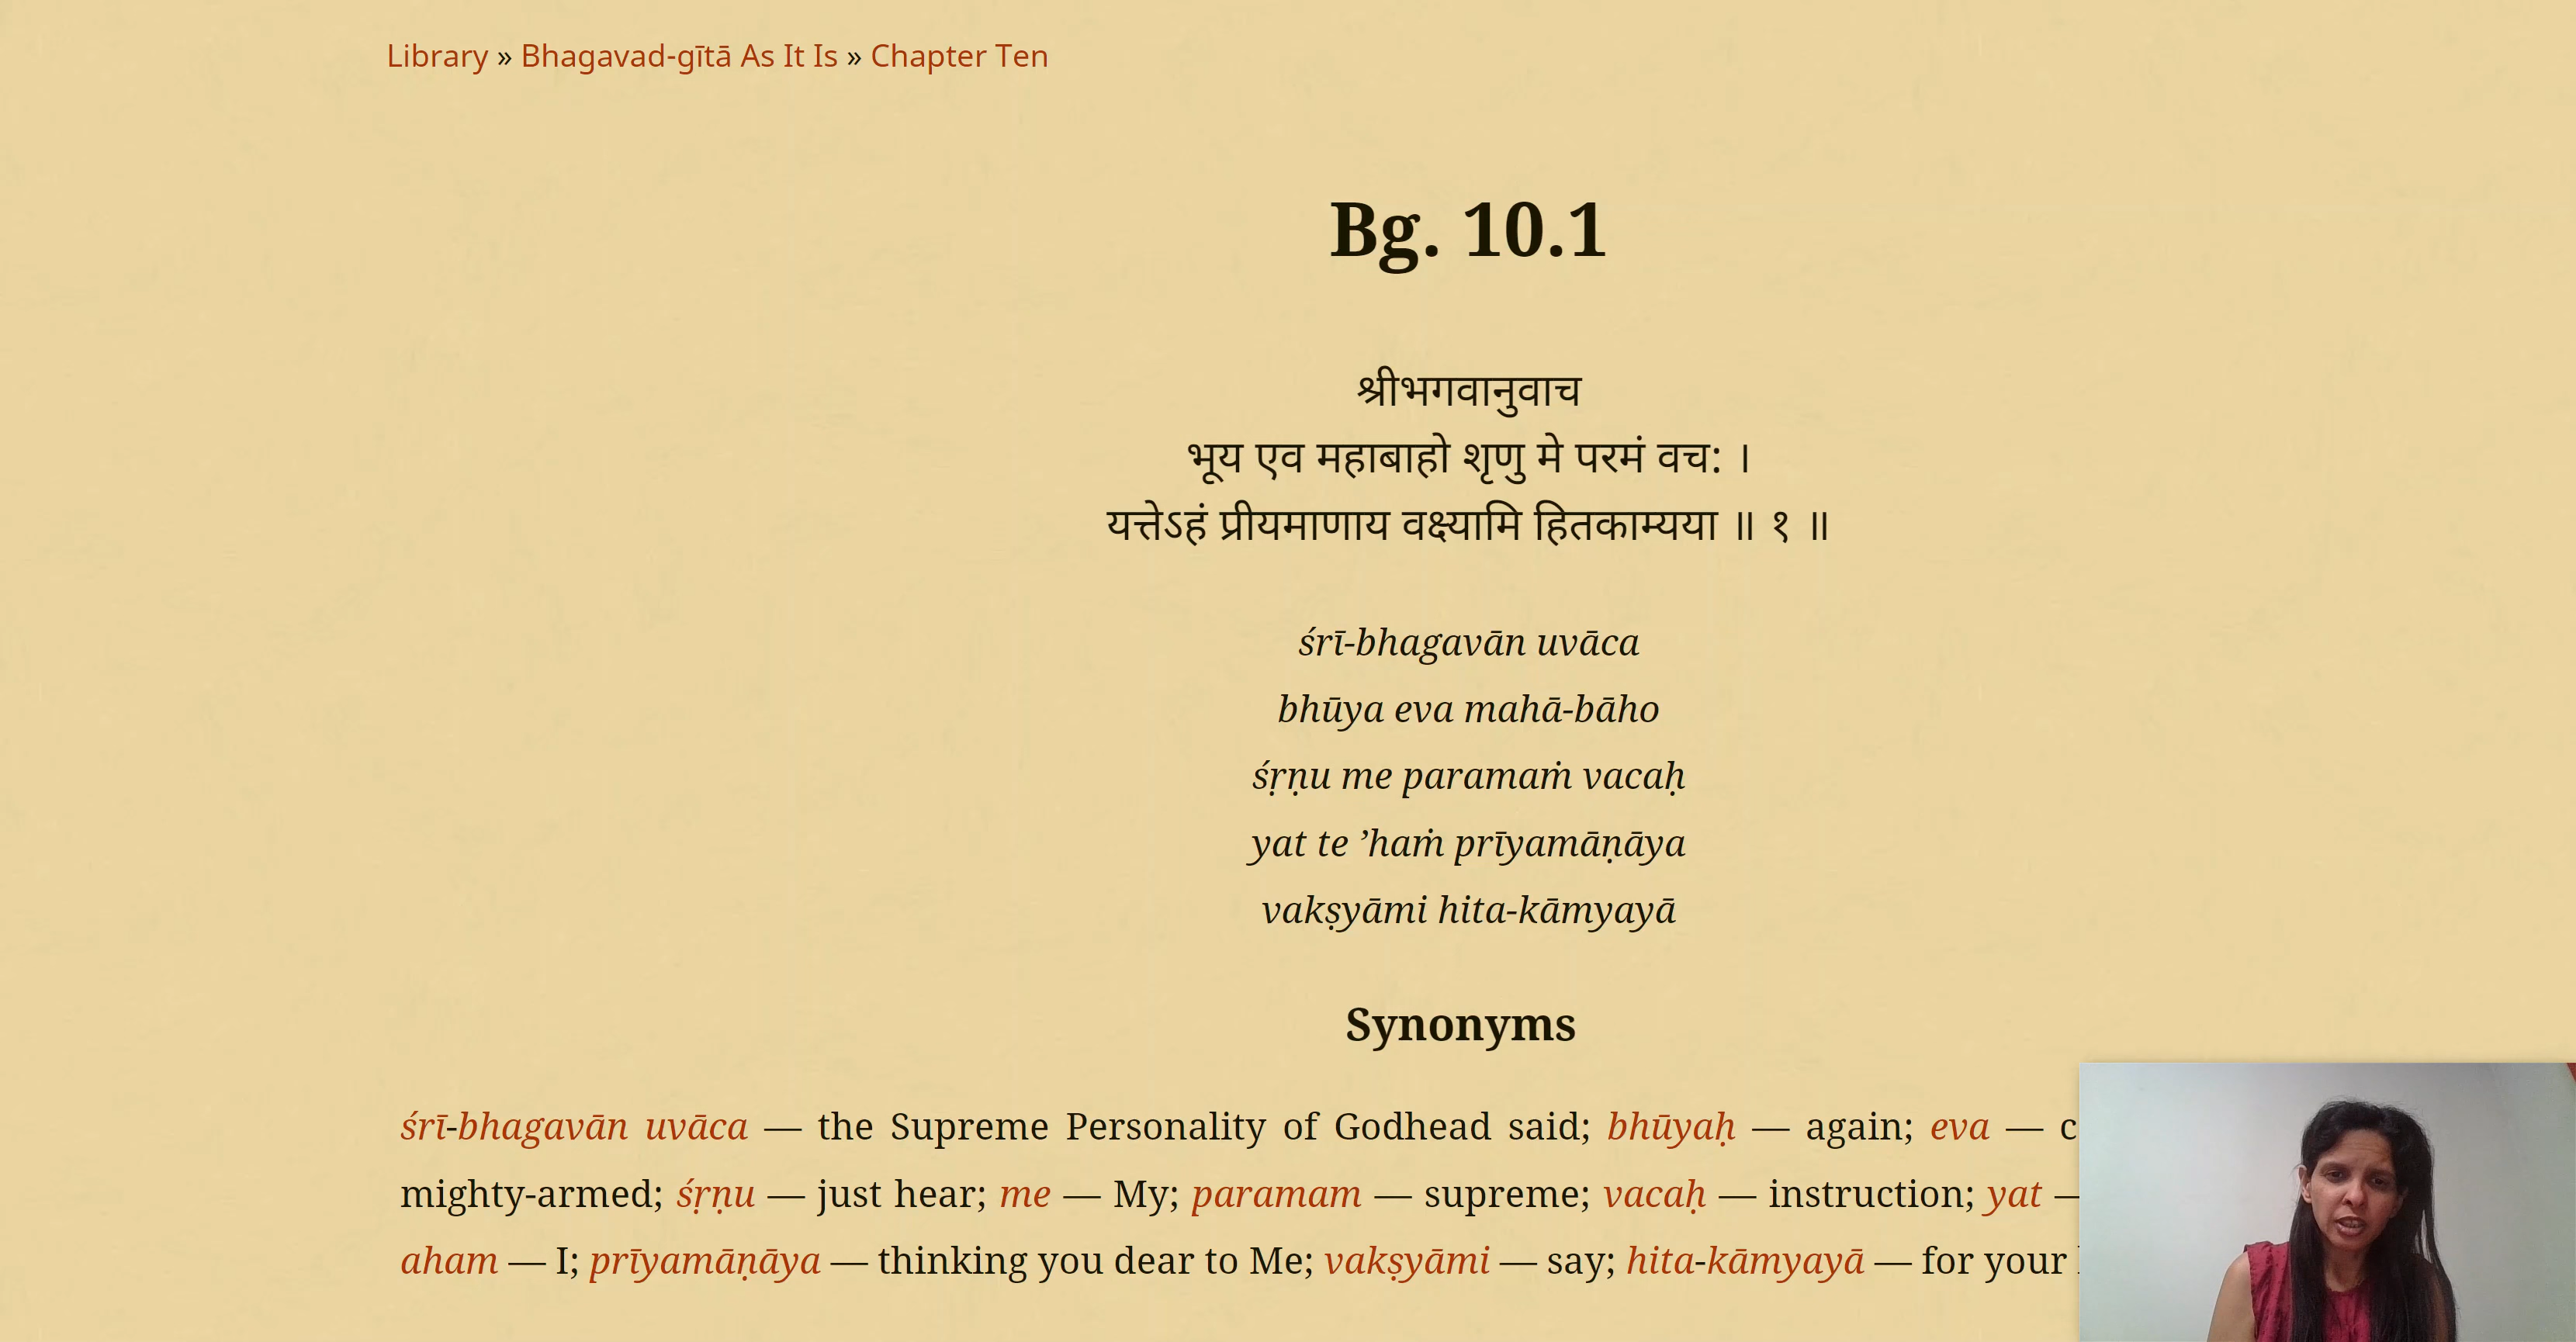 Library » Bhagavad-gītā As It Is » Chapter Ten
Bg. 10.1
श्रीभगवानुवाच
भूय एव महाबाहो श‍ृणु मे परमं वच: ।
यत्तेऽहं प्रीयमाणाय वक्ष्यामि हितकाम्यया ॥ १ ॥
śrī-bhagavān uvāca
bhūya eva mahā-bāho
śṛṇu me paramaṁ vacaḥ
yat te ’haṁ prīyamāṇāya
vakṣyāmi hita-kāmyayā
Synonyms
śrī-bhagavān uvāca — the Supreme Personality of Godhead said; bhūyaḥ — again; eva —
mighty-armed; śṛṇu — just hear; me — My; paramam — supreme; vacaḥ — instruction; yat —
aham — I; prīyamāṇāya — thinking you dear to Me; vakṣyāmi — say; hita-kāmyayā — for your